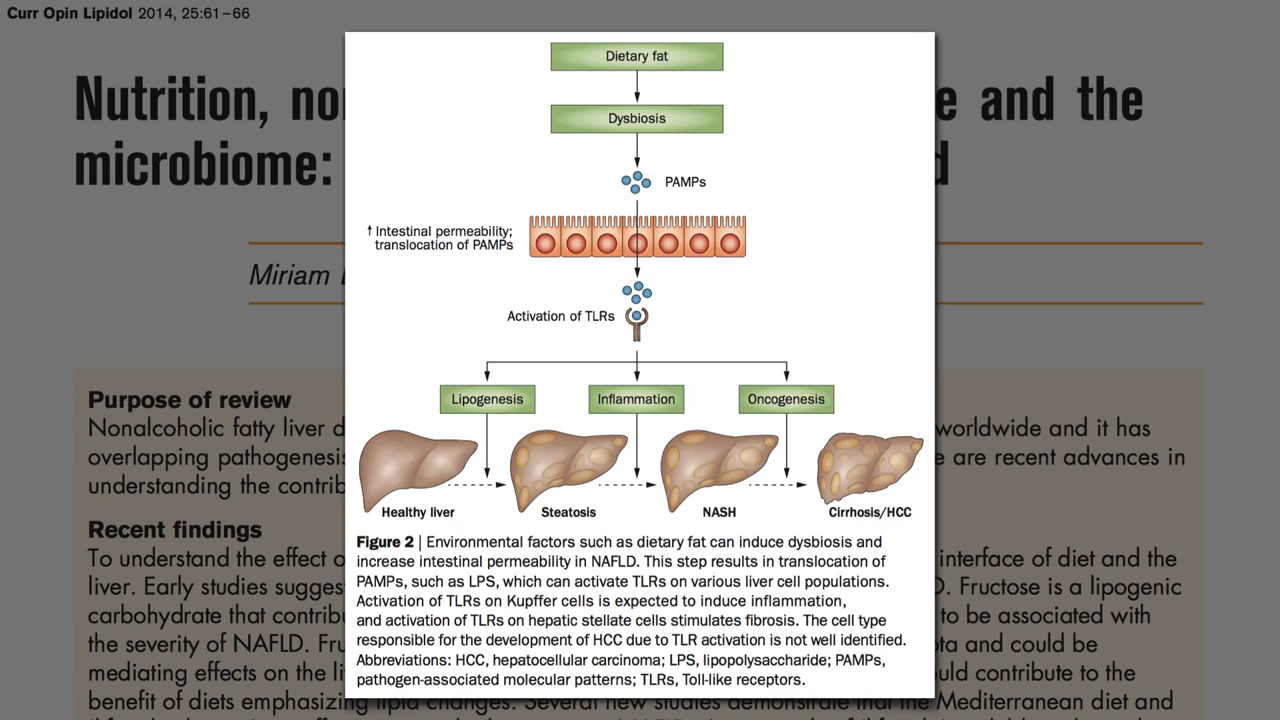 Curr Opin Lipidol 2014, 25:61–66
Nutrition, e and the
microbiome:
Miriam
Purpose of review
Nonalcoholic fatty liver worldwide and it has
overlapping pathogenesis are recent advances in
understanding the
Recent findings
To understand the effect interface of diet and the
liver. Early studies Fructose is a lipogenic
carbohydrate that to be associated with
the severity of NAFLD. and could be
mediating effects on the contribute to the
benefit of diets emphasizing lipid changes. Several new studies demonstrate that the Mediterranean diet and
Dietary fat
Dysbiosis
PAMPs
↑ Intestinal permeability;
translocation of PAMPs
Activation of TLRs
Lipogenesis Inflammation Oncogenesis
Healthy liver Steatosis NASH Cirrhosis/HCC
Figure 2 | Environmental factors such as dietary fat can induce dysbiosis and
increase intestinal permeability in NAFLD. This step results in translocation of
PAMPs, such as LPS, which can activate TLRs on various liver cell populations.
Activation of TLRs on Kupffer cells is expected to induce inflammation,
and activation of TLRs on hepatic stellate cells stimulates fibrosis. The cell type
responsible for the development of HCC due to TLR activation is not well identified.
Abbreviations: HCC, hepatocellular carcinoma; LPS, lipopolysaccharide; PAMPs,
pathogen-associated molecular patterns; TLRs, Toll-like receptors.